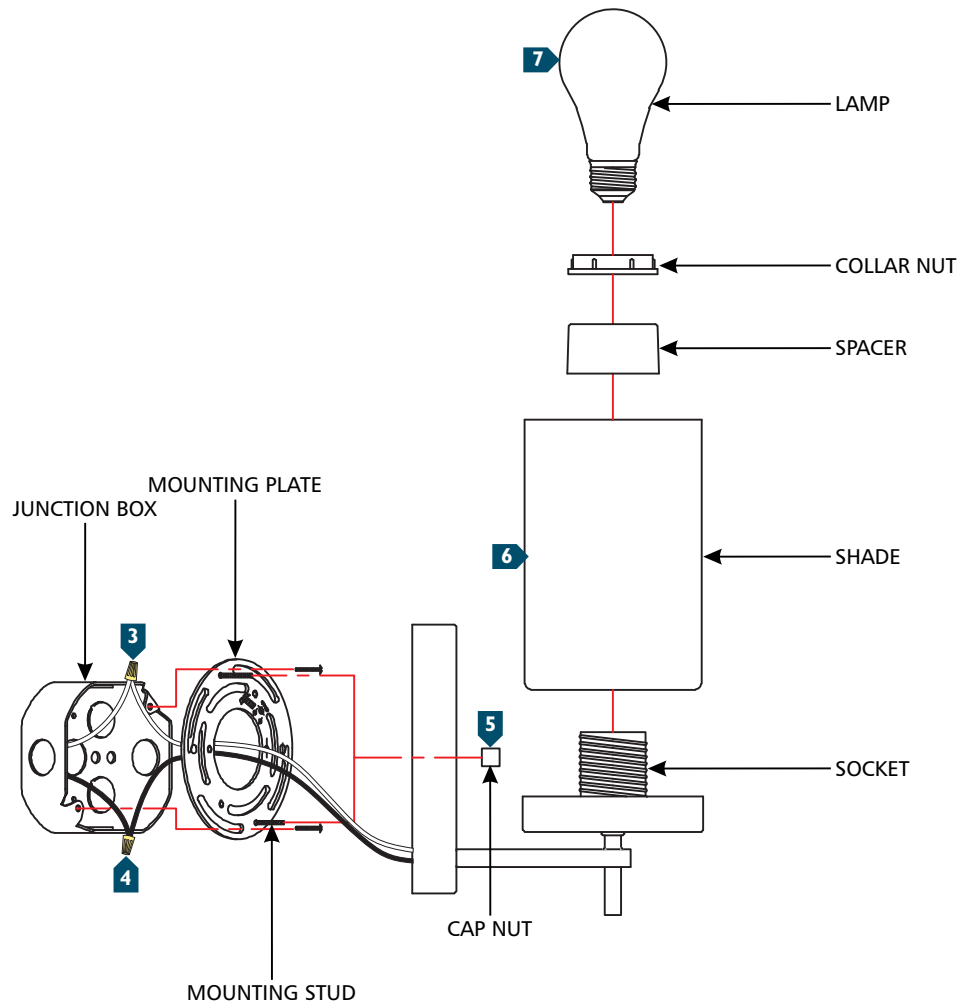 7
LAMP
COLLAR NUT
SPACER
MOUNTING PLATE
JUNCTION BOX
6
SHADE
3
5
SOCKET
4
CAP NUT
MOUNTING STUD